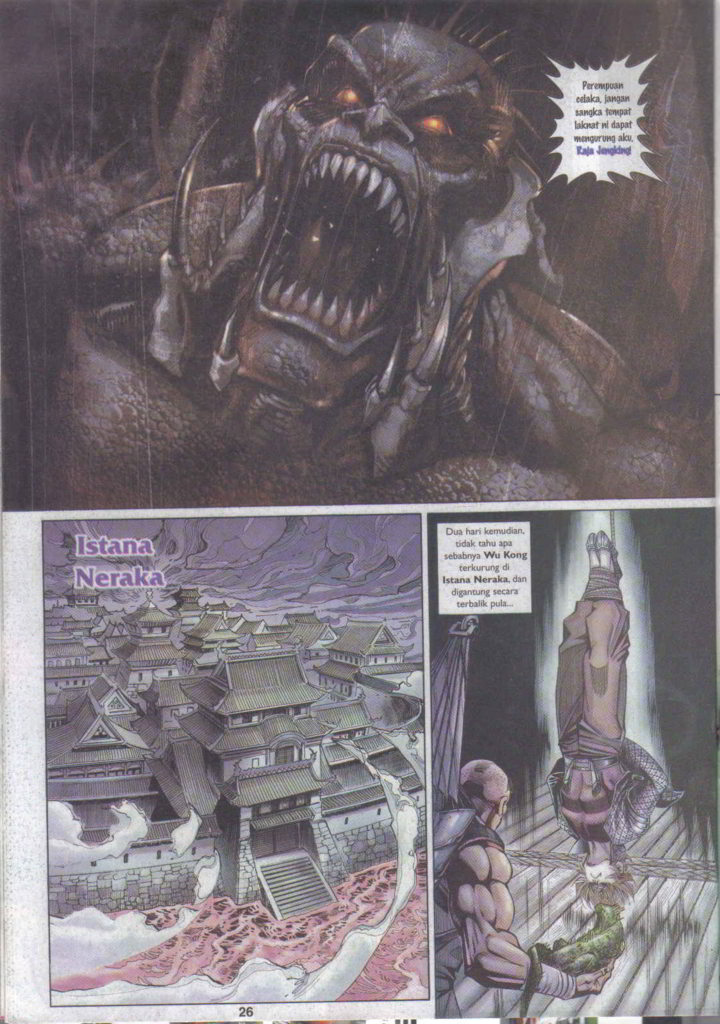 Perempuan
celaka, jangan
sangka tempat
laknat ni dapat
mengurung aku,
Raja Jengking!
Istana
Neraka
Dua hari kemudian,
tidak tahu apa
sebabnya Wu Kong
terkurung di
Istana Neraka, dan
digantung secara
terbalik pula...
26